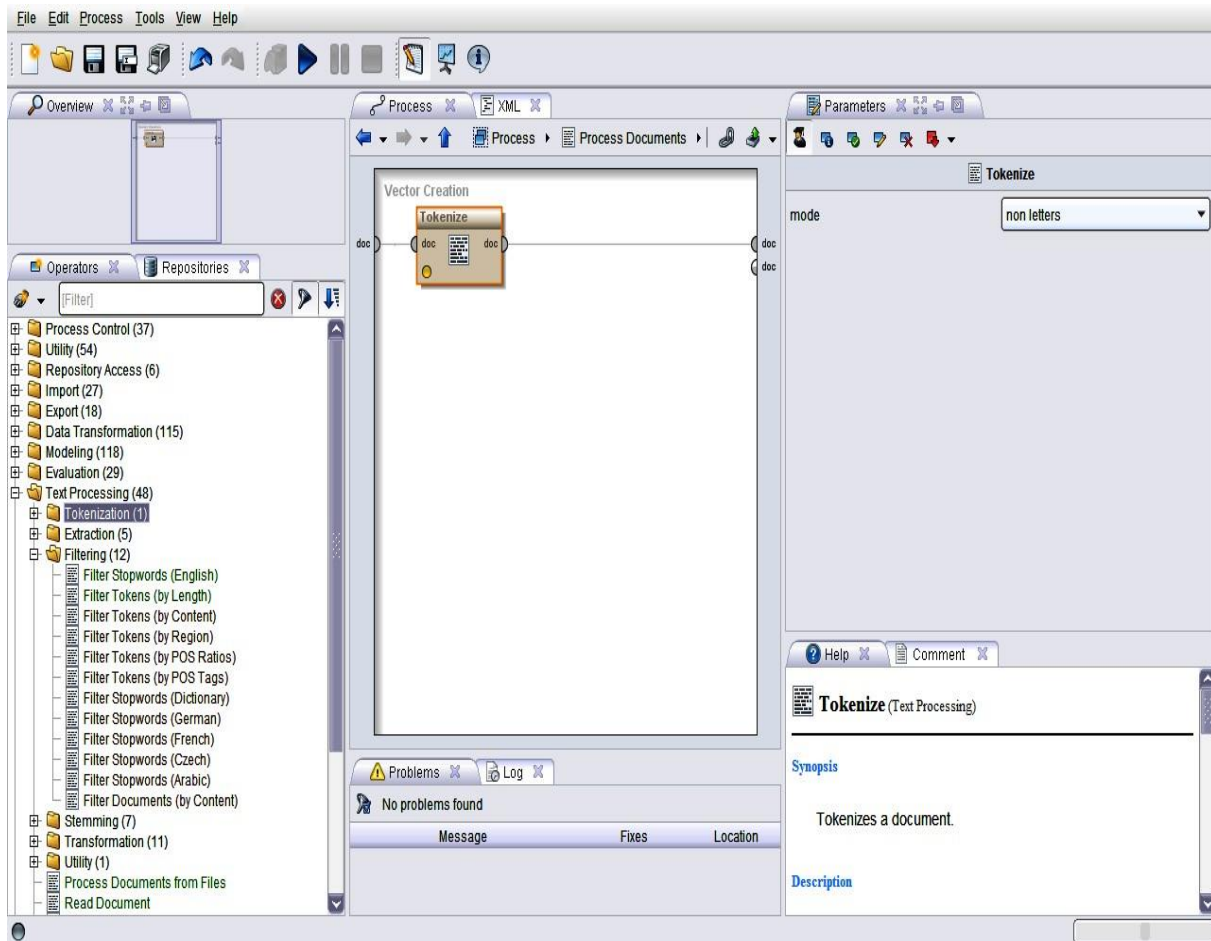 File Edit Process Tools View Help
Overview
Operators Repositories
[Filter]
Process Control (37)
Utility (54)
Repository Access (6)
Import (27)
Export (18)
Data Transformation (115)
Modeling (118)
Evaluation (29)
Text Processing (48)
Tokenization (1)
Extraction (5)
Filtering (12)
Filter Stopwords (English)
Filter Tokens (by Length)
Filter Tokens (by Content)
Filter Tokens (by Region)
Filter Tokens (by POS Ratios)
Filter Tokens (by POS Tags)
Filter Stopwords (Dictionary)
Filter Stopwords (German)
Filter Stopwords (French)
Filter Stopwords (Czech)
Filter Stopwords (Arabic)
Filter Documents (by Content)
Stemming (7)
Transformation (11)
Utility (1)
Process Documents from Files
Read Document
Process XML
Process Process Documents
Vector Creation
Tokenize
doc doc doc doc
doc
Problems Log
No problems found
Message Fixes Location
Parameters
Tokenize
mode non letters
Help Comment
Tokenize (Text Processing)
Synopsis
Tokenizes a document.
Description